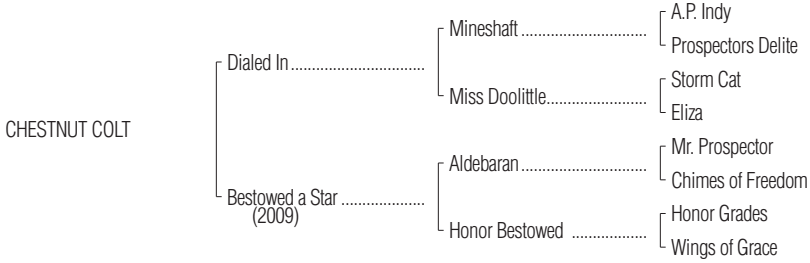 CHESTNUT COLT
Dialed In
Bestowed a Star
(2009)
Mineshaft
Miss Doolittle
Aldebaran
Honor Bestowed
A.P. Indy
Prospectors Delite
Storm Cat
Eliza
Mr. Prospector
Chimes of Freedom
Honor Grades
Wings of Grace